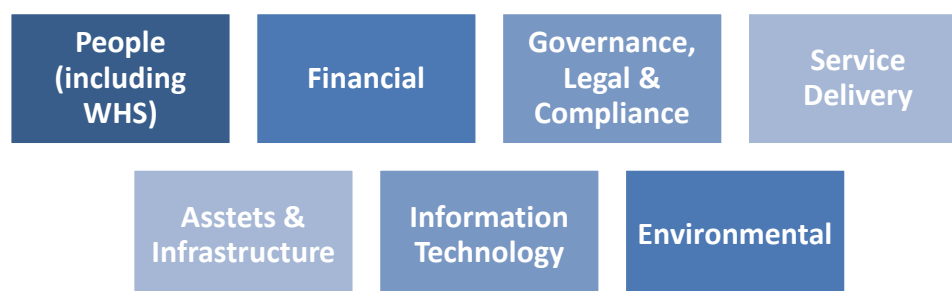 People
(including
WHS)
Financial
Governance,
Legal &
Compliance
Service
Delivery
Asstets &
Infrastructure
Information
Technology
Environmental